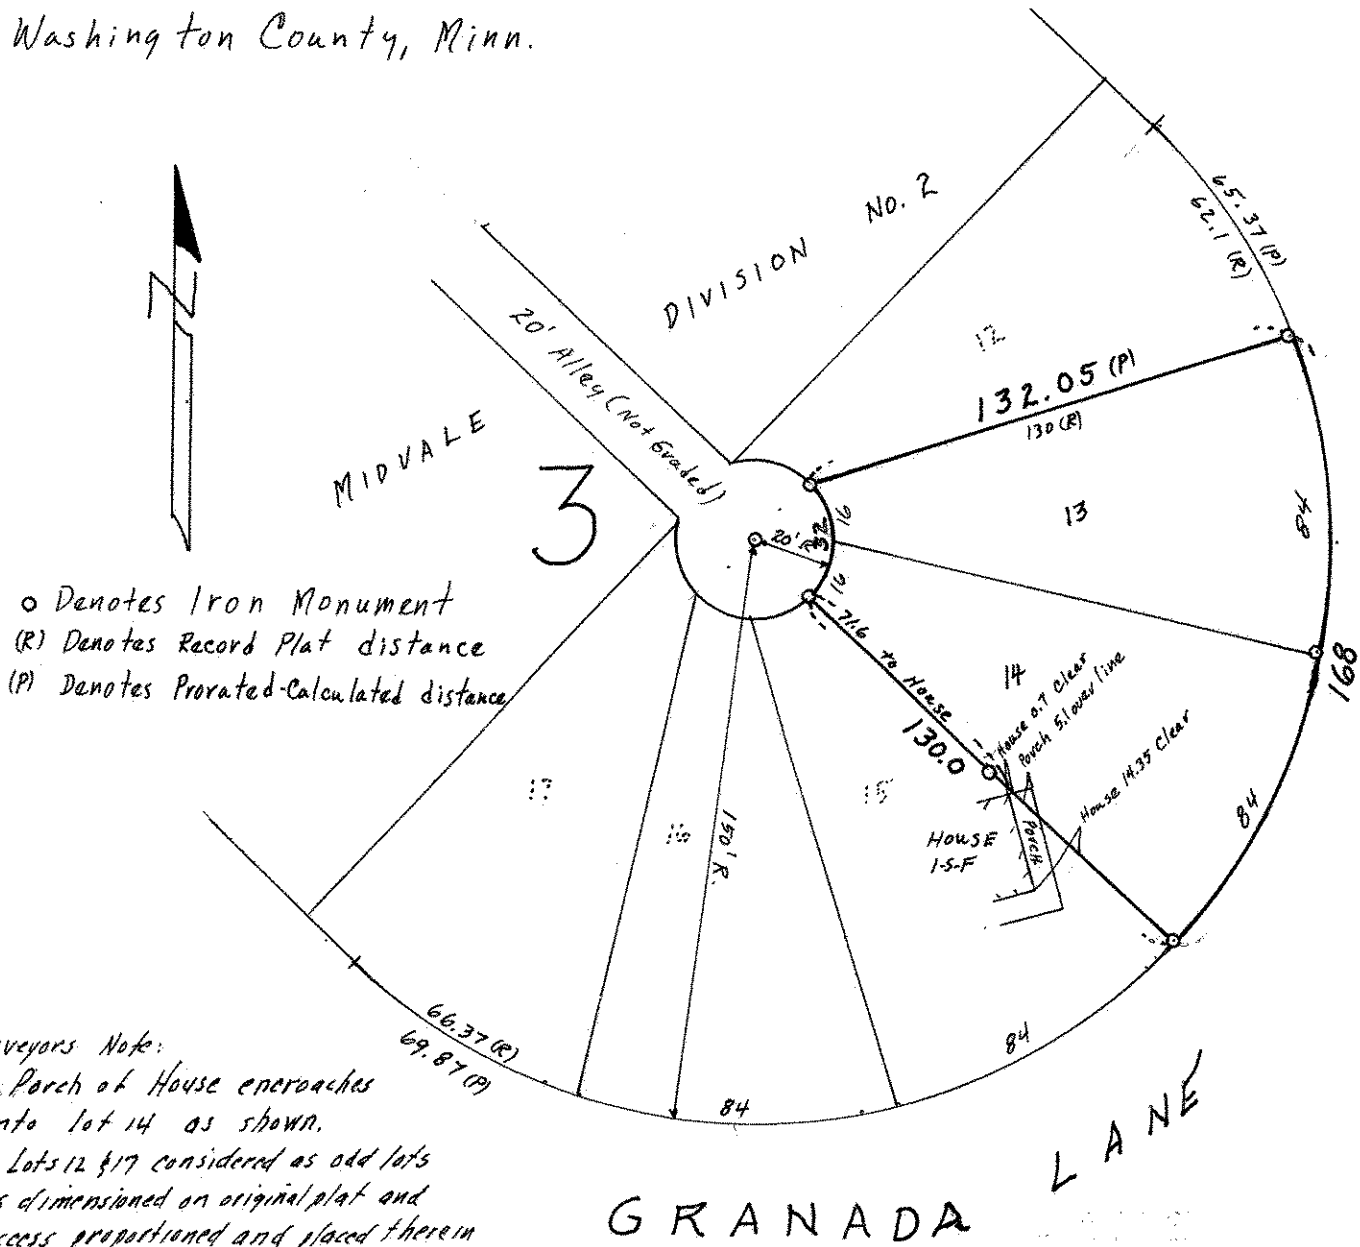 Washington County, Minn.
N
DIVISION No. 2
MIDVALE
20' Alley (Not Graded)
3
65.37 (P)
62.1 (R)
12
132.05 (P)
130 (R)
13
84
16
32
20'
16
71.6 to House
130.0
14
House 0.7 Clear
Porch 5.1 over line
House 14.35 Clear
168
84
o Denotes Iron Monument
(R) Denotes Record Plat distance
(P) Denotes Prorated-Calculated distance
17
16
150' R.
15
HOUSE
1-S-F
Porch
66.37 (R)
69.87 (P)
84
84
veyors Note:
Porch of House encroaches
nto lot 14 as shown.
Lots 12 & 17 considered as odd lots
s dimensioned on original plat and
ccess proportioned and placed therein
GRANADA LANE